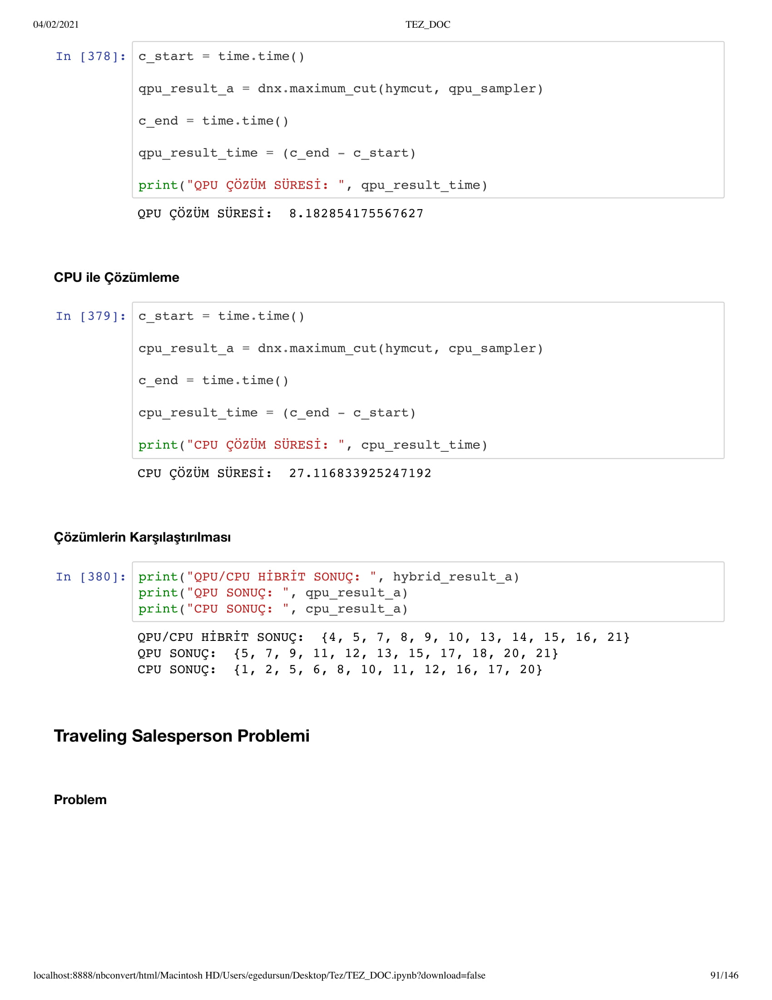 04/02/2021 TEZ_DOC
In [378]: c_start = time.time()
qpu_result_a = dnx.maximum_cut(hymcut, qpu_sampler)
c_end = time.time()
qpu_result_time = (c_end - c_start)
print("QPU ÇÖZÜM SÜRESİ: ", qpu_result_time)
QPU ÇÖZÜM SÜRESİ:  8.182854175567627
CPU ile Çözümleme
In [379]: c_start = time.time()
cpu_result_a = dnx.maximum_cut(hymcut, cpu_sampler)
c_end = time.time()
cpu_result_time = (c_end - c_start)
print("CPU ÇÖZÜM SÜRESİ: ", cpu_result_time)
CPU ÇÖZÜM SÜRESİ:  27.116833925247192
Çözümlerin Karşılaştırılması
In [380]: print("QPU/CPU HİBRİT SONUÇ: ", hybrid_result_a)
print("QPU SONUÇ: ", qpu_result_a)
print("CPU SONUÇ: ", cpu_result_a)
QPU/CPU HİBRİT SONUÇ:  {4, 5, 7, 8, 9, 10, 13, 14, 15, 16, 21}
QPU SONUÇ:  {5, 7, 9, 11, 12, 13, 15, 17, 18, 20, 21}
CPU SONUÇ:  {1, 2, 5, 6, 8, 10, 11, 12, 16, 17, 20}
Traveling Salesperson Problemi
Problem
localhost:8888/nbconvert/html/Macintosh HD/Users/egedursun/Desktop/Tez/TEZ_DOC.ipynb?download=false 91/146